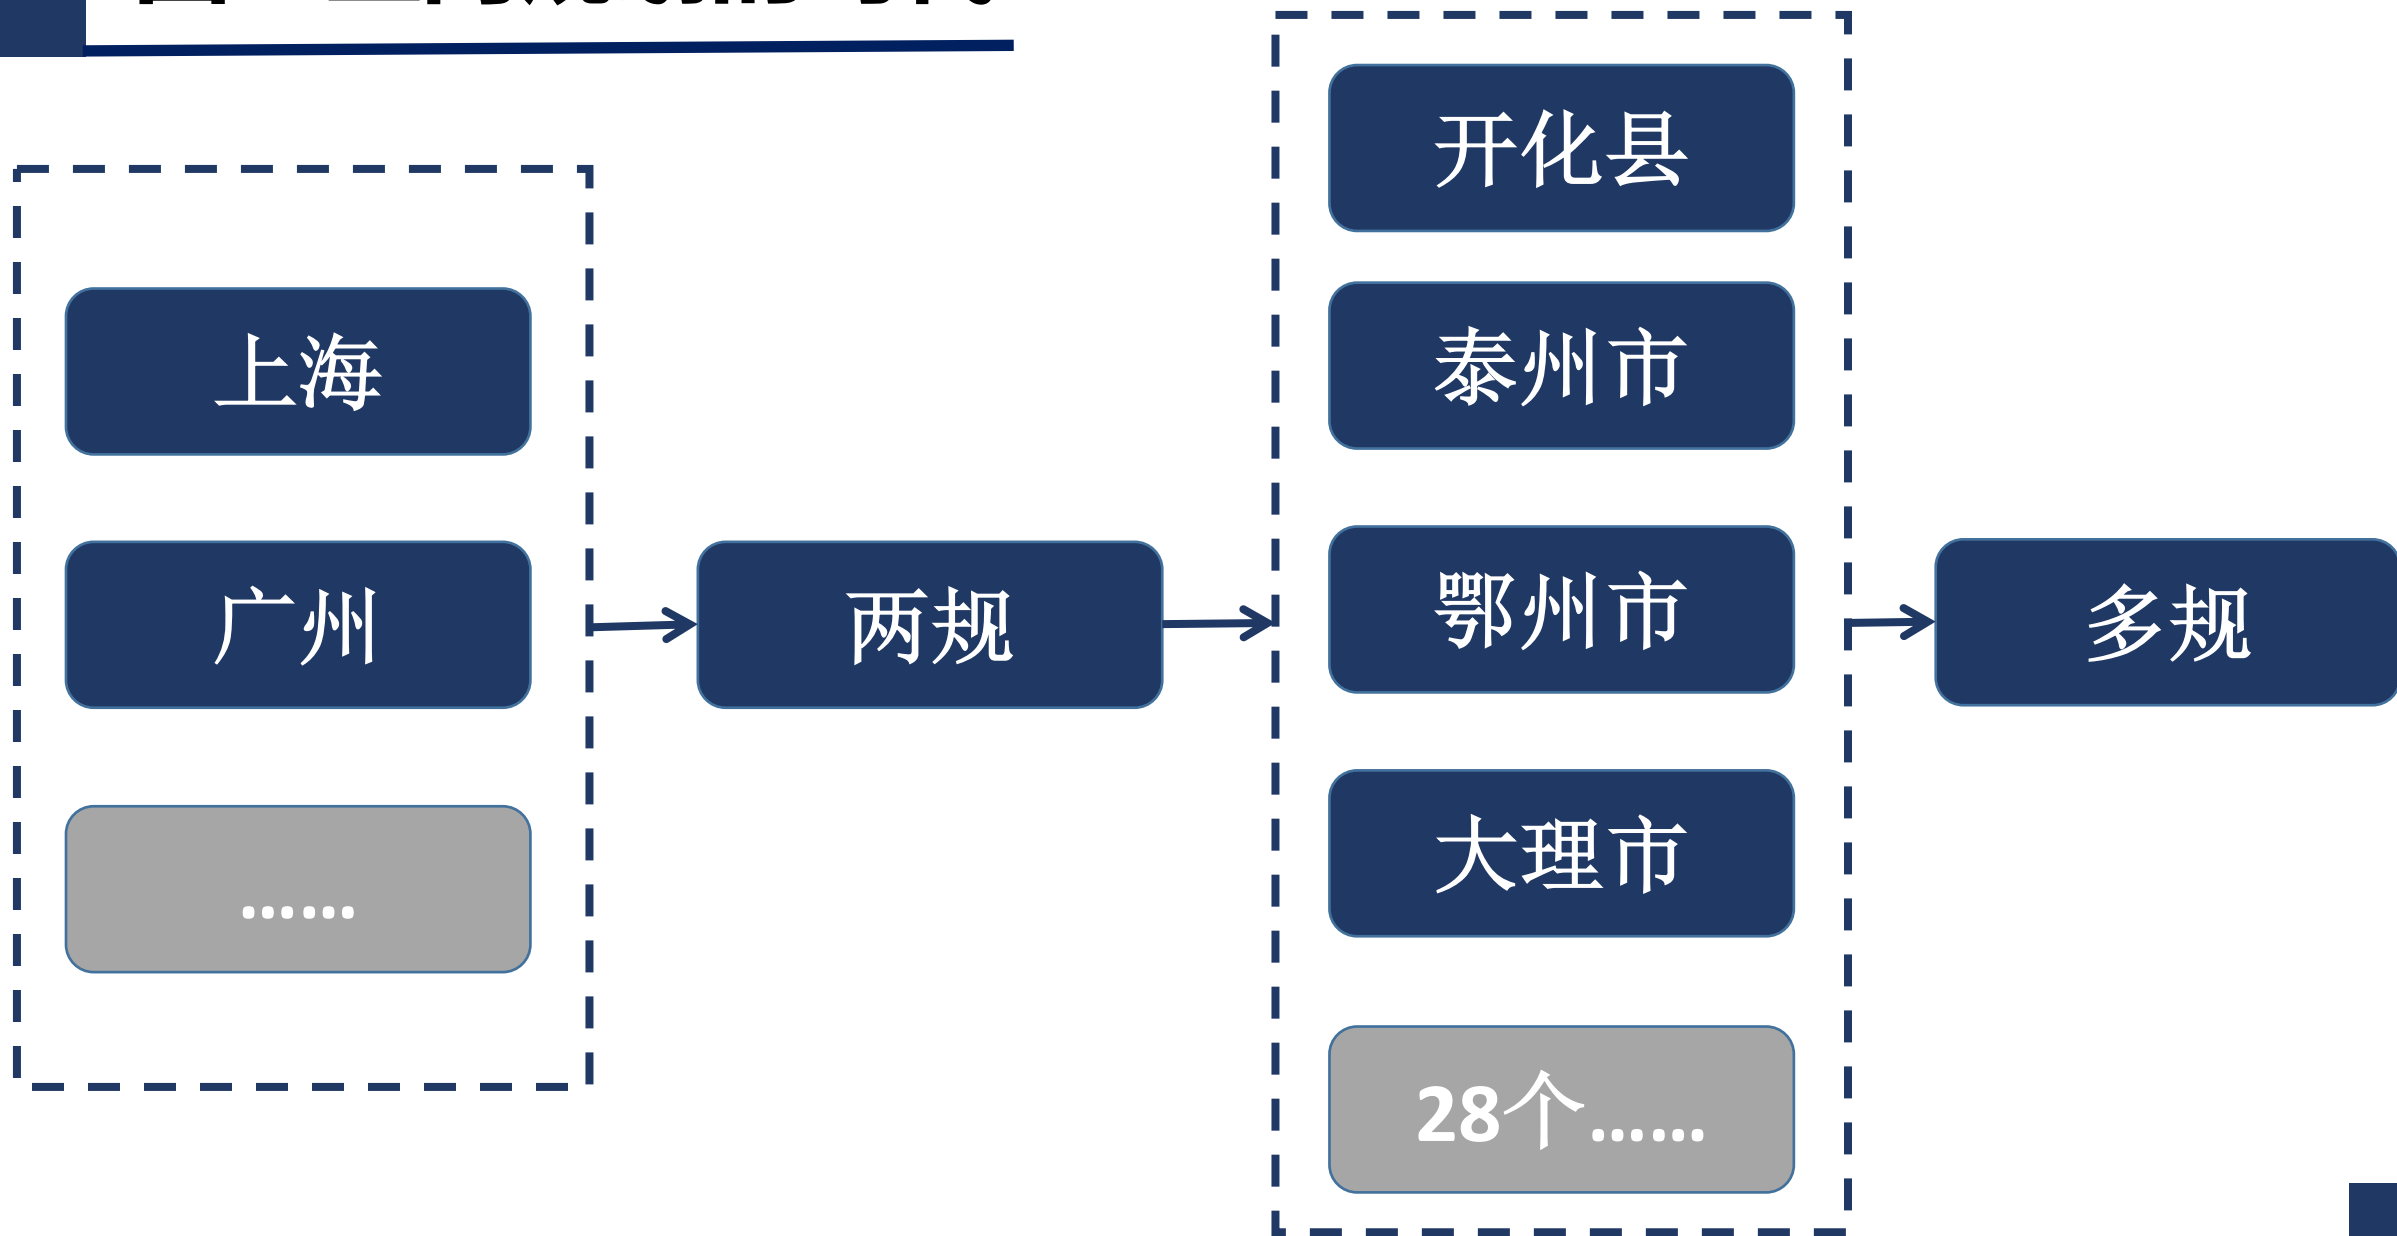 上海
广州
……
两规
开化县
泰州市
鄂州市
大理市
28个……
多规